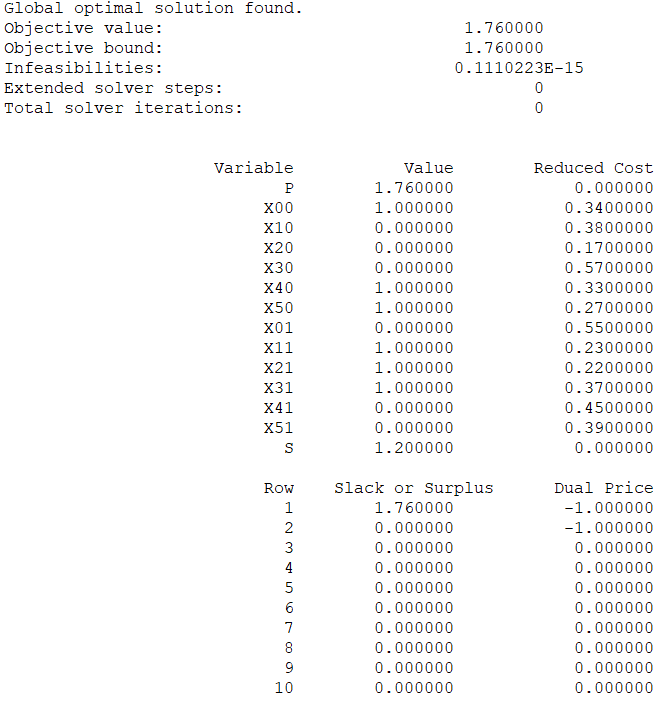 Global optimal solution found.
Objective value: 1.760000
Objective bound: 1.760000
Infeasibilities: 0.1110223E-15
Extended solver steps: 0
Total solver iterations: 0
Variable Value Reduced Cost
P 1.760000 0.000000
X00 1.000000 0.3400000
X10 0.000000 0.3800000
X20 0.000000 0.1700000
X30 0.000000 0.5700000
X40 1.000000 0.3300000
X50 1.000000 0.2700000
X01 0.000000 0.5500000
X11 1.000000 0.2300000
X21 1.000000 0.2200000
X31 1.000000 0.3700000
X41 0.000000 0.4500000
X51 0.000000 0.3900000
S 1.200000 0.000000
Row Slack or Surplus Dual Price
1 1.760000 -1.000000
2 0.000000 -1.000000
3 0.000000 0.000000
4 0.000000 0.000000
5 0.000000 0.000000
6 0.000000 0.000000
7 0.000000 0.000000
8 0.000000 0.000000
9 0.000000 0.000000
10 0.000000 0.000000